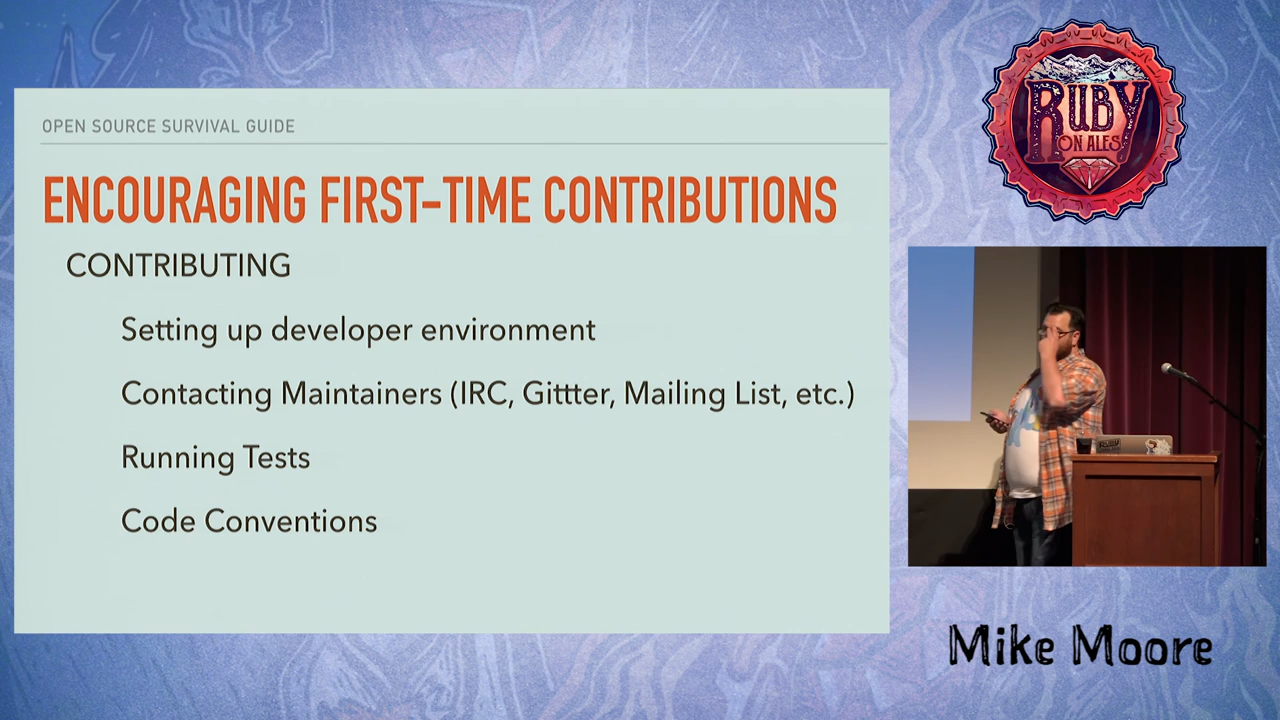 OPEN SOURCE SURVIVAL GUIDE
ENCOURAGING FIRST-TIME CONTRIBUTIONS
CONTRIBUTING
Setting up developer environment
Contacting Maintainers (IRC, Gittter, Mailing List, etc.)
Running Tests
Code Conventions
RUBY
ON ALES
Mike Moore